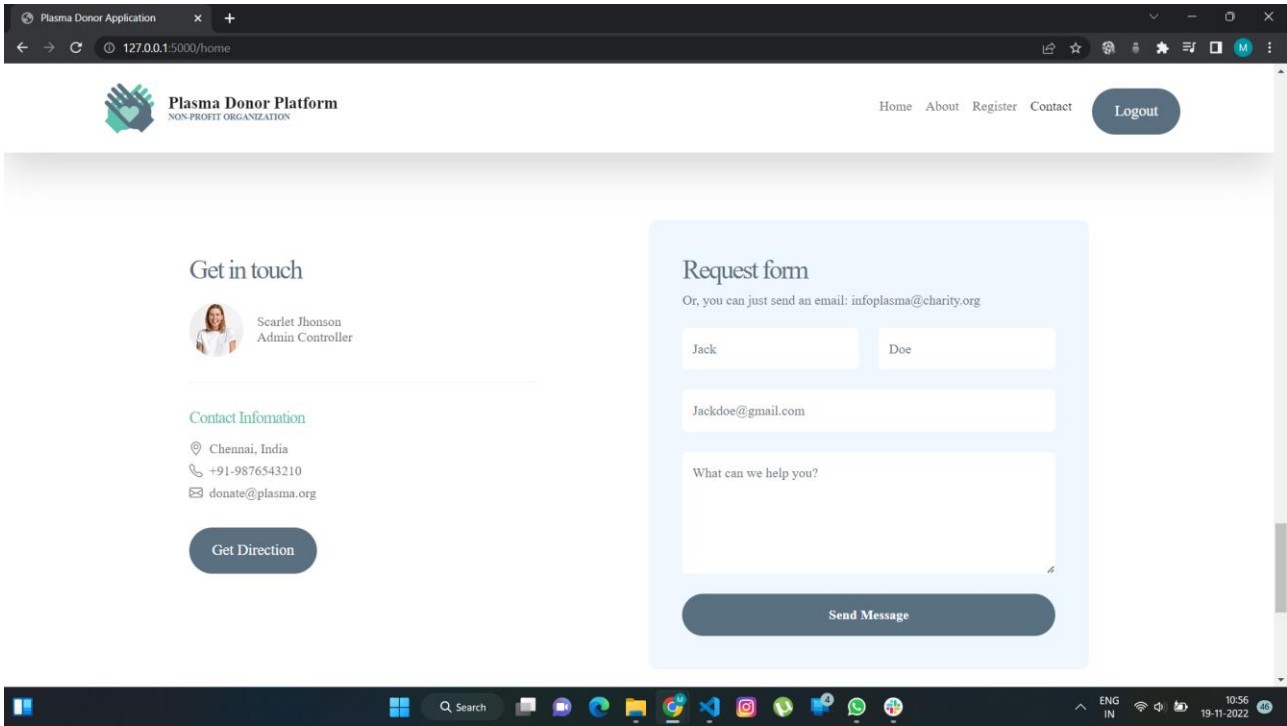 Plasma Donor Application
127.0.0.1:5000/home
M
Plasma Donor Platform
NON-PROFIT ORGANIZATION
Home About Register Contact Logout
Get in touch
Scarlet Jhonson
Admin Controller
Contact Infomation
Chennai, India
+91-9876543210
donate@plasma.org
Get Direction
Request form
Or, you can just send an email: infoplasma@charity.org
Jack Doe
Jackdoe@gmail.com
What can we help you?
Send Message
Search
4
ENG
IN
10:56
19-11-2022
46